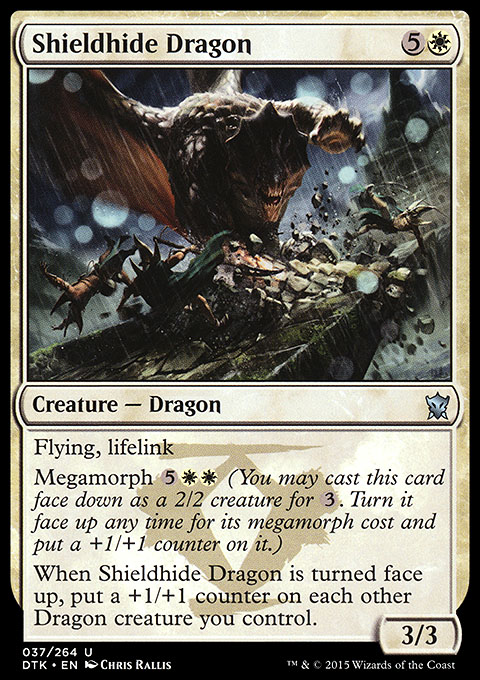 Shieldhide Dragon 5
Creature — Dragon
Flying, lifelink
Megamorph 5 (You may cast this card
face down as a 2/2 creature for 3. Turn it
face up any time for its megamorph cost and
put a +1/+1 counter on it.)
When Shieldhide Dragon is turned face
up, put a +1/+1 counter on each other
Dragon creature you control.
3/3
037/264 U
DTK • EN Chris Rallis
™ & © 2015 Wizards of the Coast